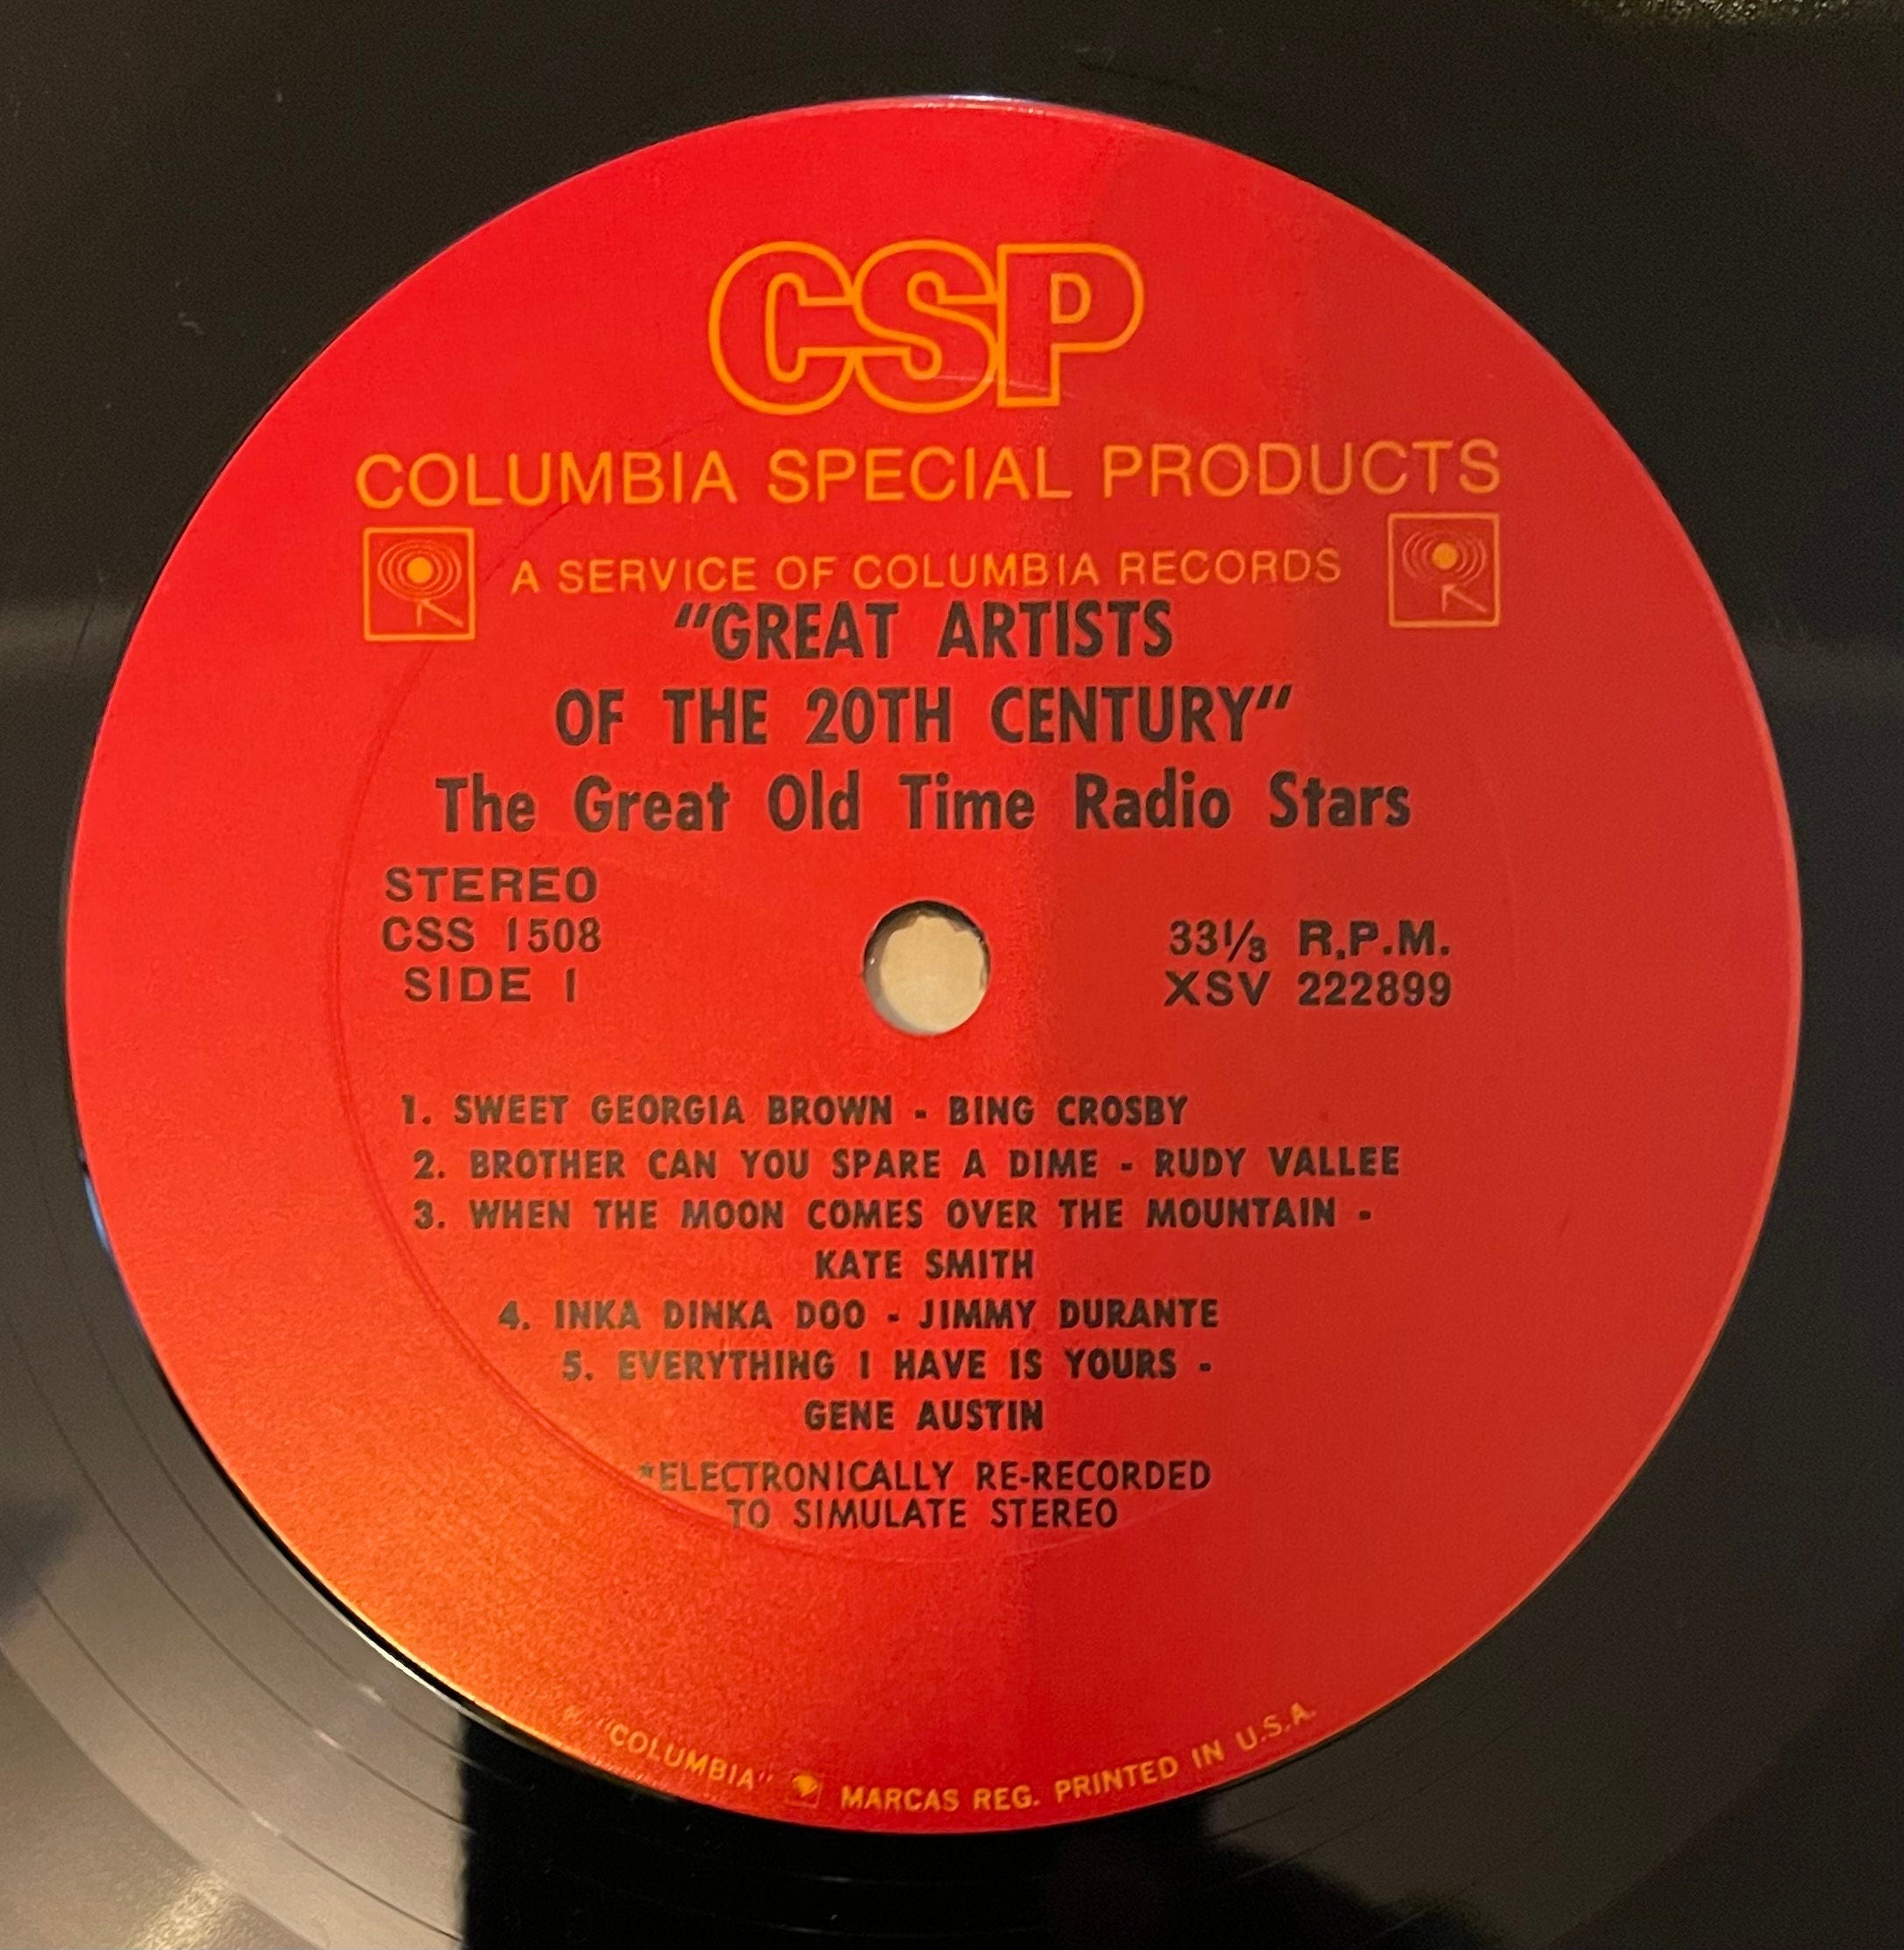 CSP
COLUMBIA SPECIAL PRODUCTS
A SERVICE OF COLUMBIA RECORDS
"GREAT ARTISTS
OF THE 20TH CENTURY"
The Great Old Time Radio Stars
STEREO
CSS 1508
SIDE 1
33⅓ R.P.M.
XSV 222899
1. SWEET GEORGIA BROWN - BING CROSBY
2. BROTHER CAN YOU SPARE A DIME - RUDY VALLEE
3. WHEN THE MOON COMES OVER THE MOUNTAIN -
KATE SMITH
4. INKA DINKA DOO - JIMMY DURANTE
5. EVERYTHING I HAVE IS YOURS -
GENE AUSTIN
*ELECTRONICALLY RE-RECORDED
TO SIMULATE STEREO
"COLUMBIA" MARCAS REG. PRINTED IN U.S.A.